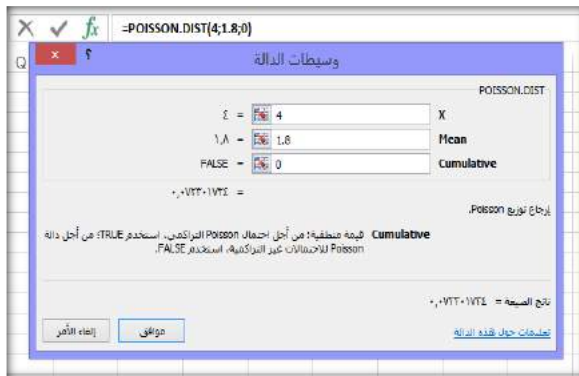 =POISSON.DIST(4;1.8;0)
Q
وسيطات الدالة ؟ x
POISSON.DIST
X 4 = ٤
Mean 1.8 = ١,٨
Cumulative 0 = FALSE
= ٠,٠٧٢٣٠١٧٣٤
إرجاع توزيع Poisson.
Cumulative قيمة منطقية؛ من أجل احتمال Poisson التراكمي، استخدم TRUE؛ من أجل دالة
Poisson للاحتمالات غير التراكمية، استخدم FALSE.
ناتج الصيغة = ٠,٠٧٢٣٠١٧٣٤
تعليمات حول هذه الدالة
موافق
إلغاء الأمر